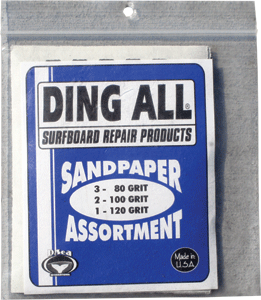 DING ALL®
SURFBOARD REPAIR PRODUCTS
SANDPAPER
3 - 80 GRIT
2 - 100 GRIT
1 - 120 GRIT
ASSORTMENT
Made in
U.S.A.